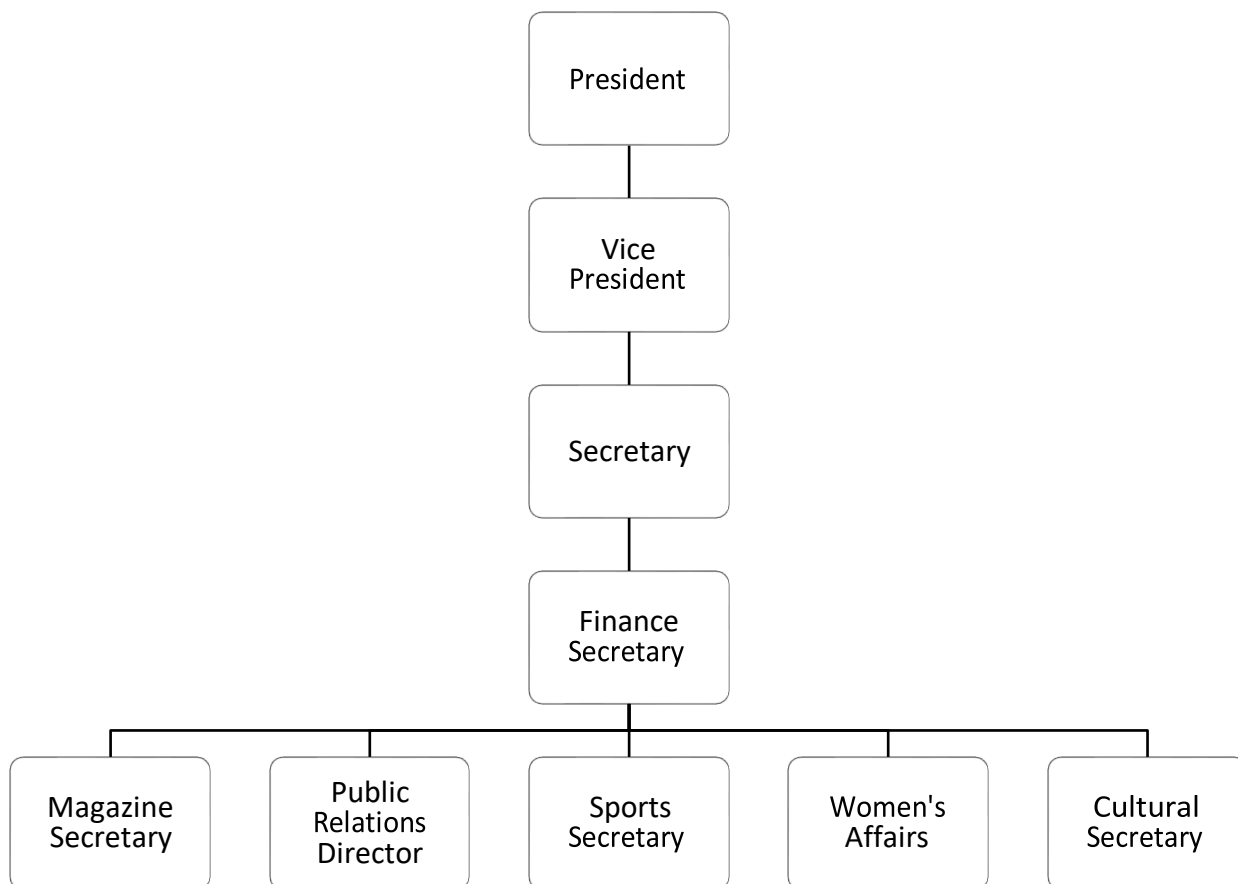 President
Vice
President
Secretary
Finance
Secretary
Magazine
Secretary
Public
Relations
Director
Sports
Secretary
Women's
Affairs
Cultural
Secretary